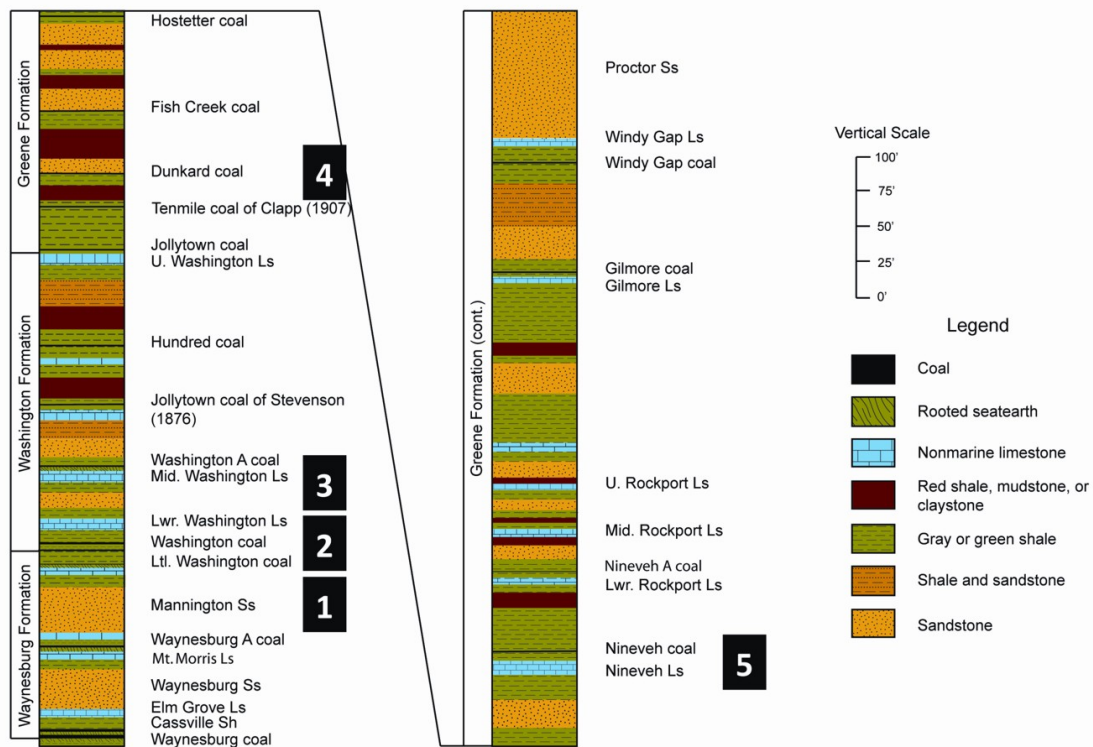 Greene Formation
Washington Formation
Waynesburg Formation
Hostetter coal
Fish Creek coal
Dunkard coal
Tenmile coal of Clapp (1907)
Jollytown coal
U. Washington Ls
Hundred coal
Jollytown coal of Stevenson
(1876)
Washington A coal
Mid. Washington Ls
Lwr. Washington Ls
Washington coal
Ltl. Washington coal
Mannington Ss
Waynesburg A coal
Mt. Morris Ls
Waynesburg Ss
Elm Grove Ls
Cassville Sh
Waynesburg coal
4
3
2
1
Greene Formation (cont.)
Proctor Ss
Windy Gap Ls
Windy Gap coal
Gilmore coal
Gilmore Ls
U. Rockport Ls
Mid. Rockport Ls
Nineveh A coal
Lwr. Rockport Ls
Nineveh coal
Nineveh Ls
5
Vertical Scale
100'
75'
50'
25'
0'
Legend
Coal
Rooted seatearth
Nonmarine limestone
Red shale, mudstone, or
claystone
Gray or green shale
Shale and sandstone
Sandstone